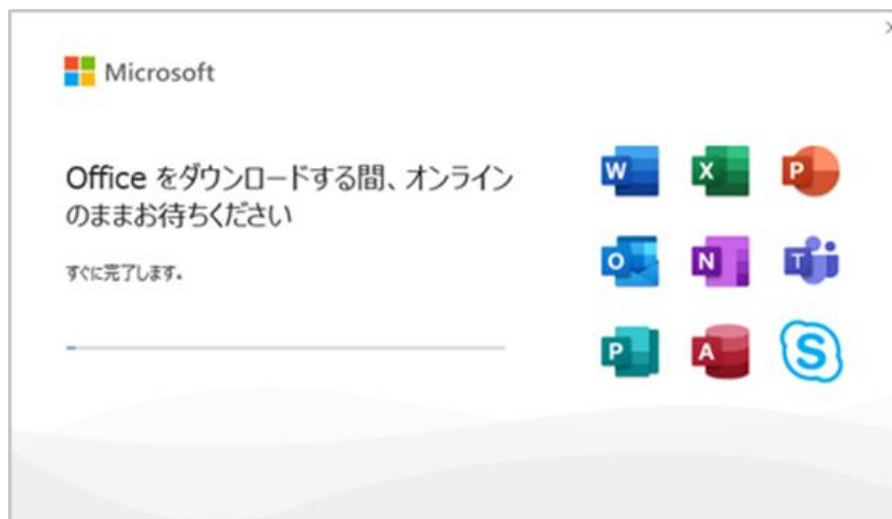 Microsoft
Office をダウンロードする間、オンライン
のままお待ちください
すぐに完了します。
W
X
P
O
N
T
P
A
S